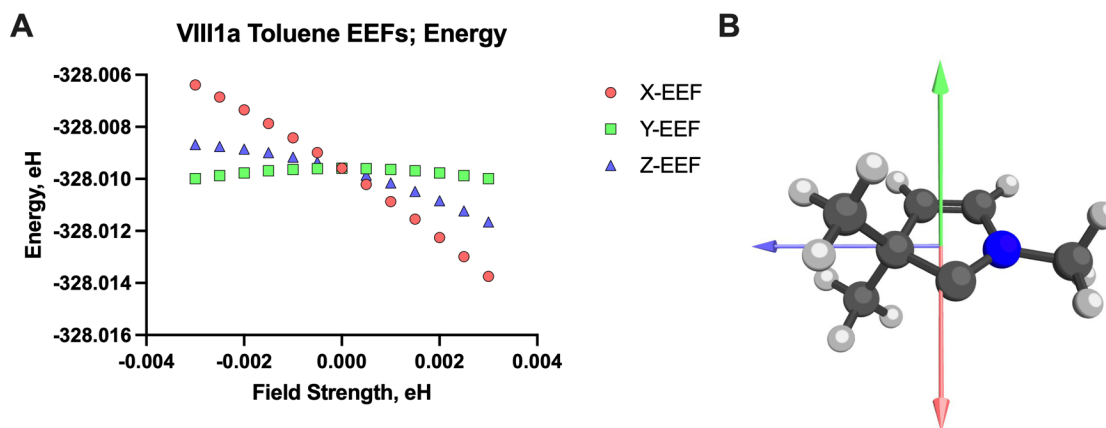 A
VIII1a Toluene EEFs; Energy
B
-328.006
-328.008
-328.010
-328.012
-328.014
-328.016
Energy, eH
-0.004
-0.002
0.000
0.002
0.004
Field Strength, eH
X-EEF
Y-EEF
Z-EEF